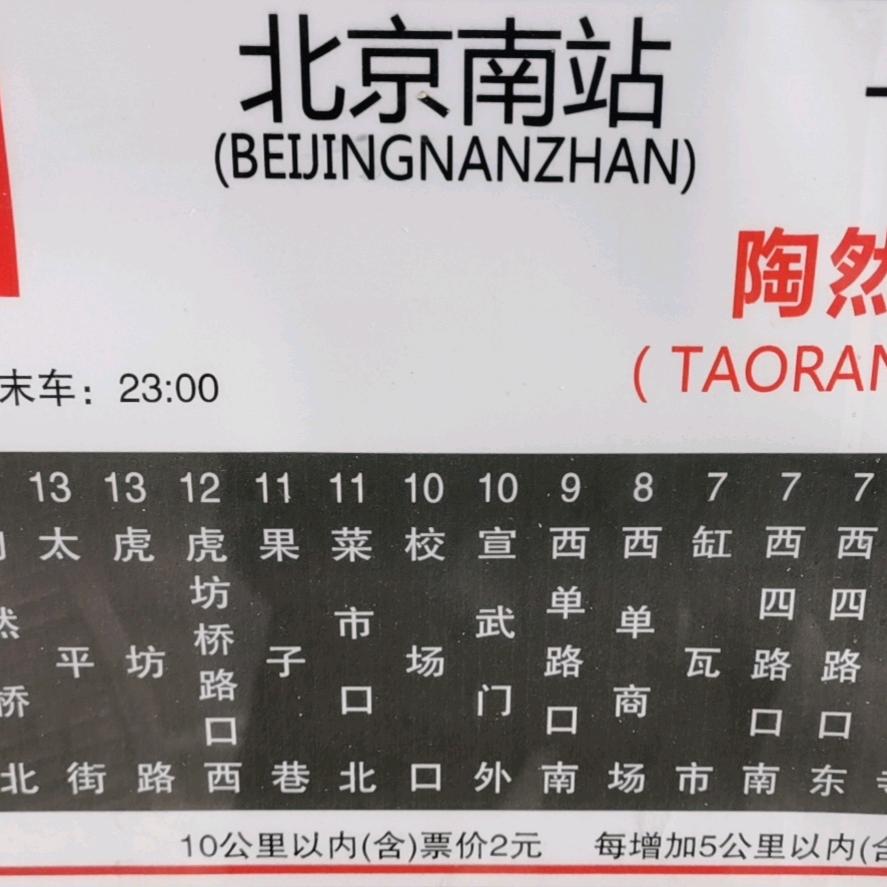 北京南站
(BEIJINGNANZHAN)
陶然
( TAORAN
末车：23:00
13 13 12 11 11 10 10 9 8 7 7 7
然桥北
太平街
虎坊路
虎坊桥路口西
果子巷
菜市口北
校场口
宣武门外
西单路口南
西单商场
缸瓦市
西四路口南
西四路口东
10公里以内(含)票价2元 每增加5公里以内(含